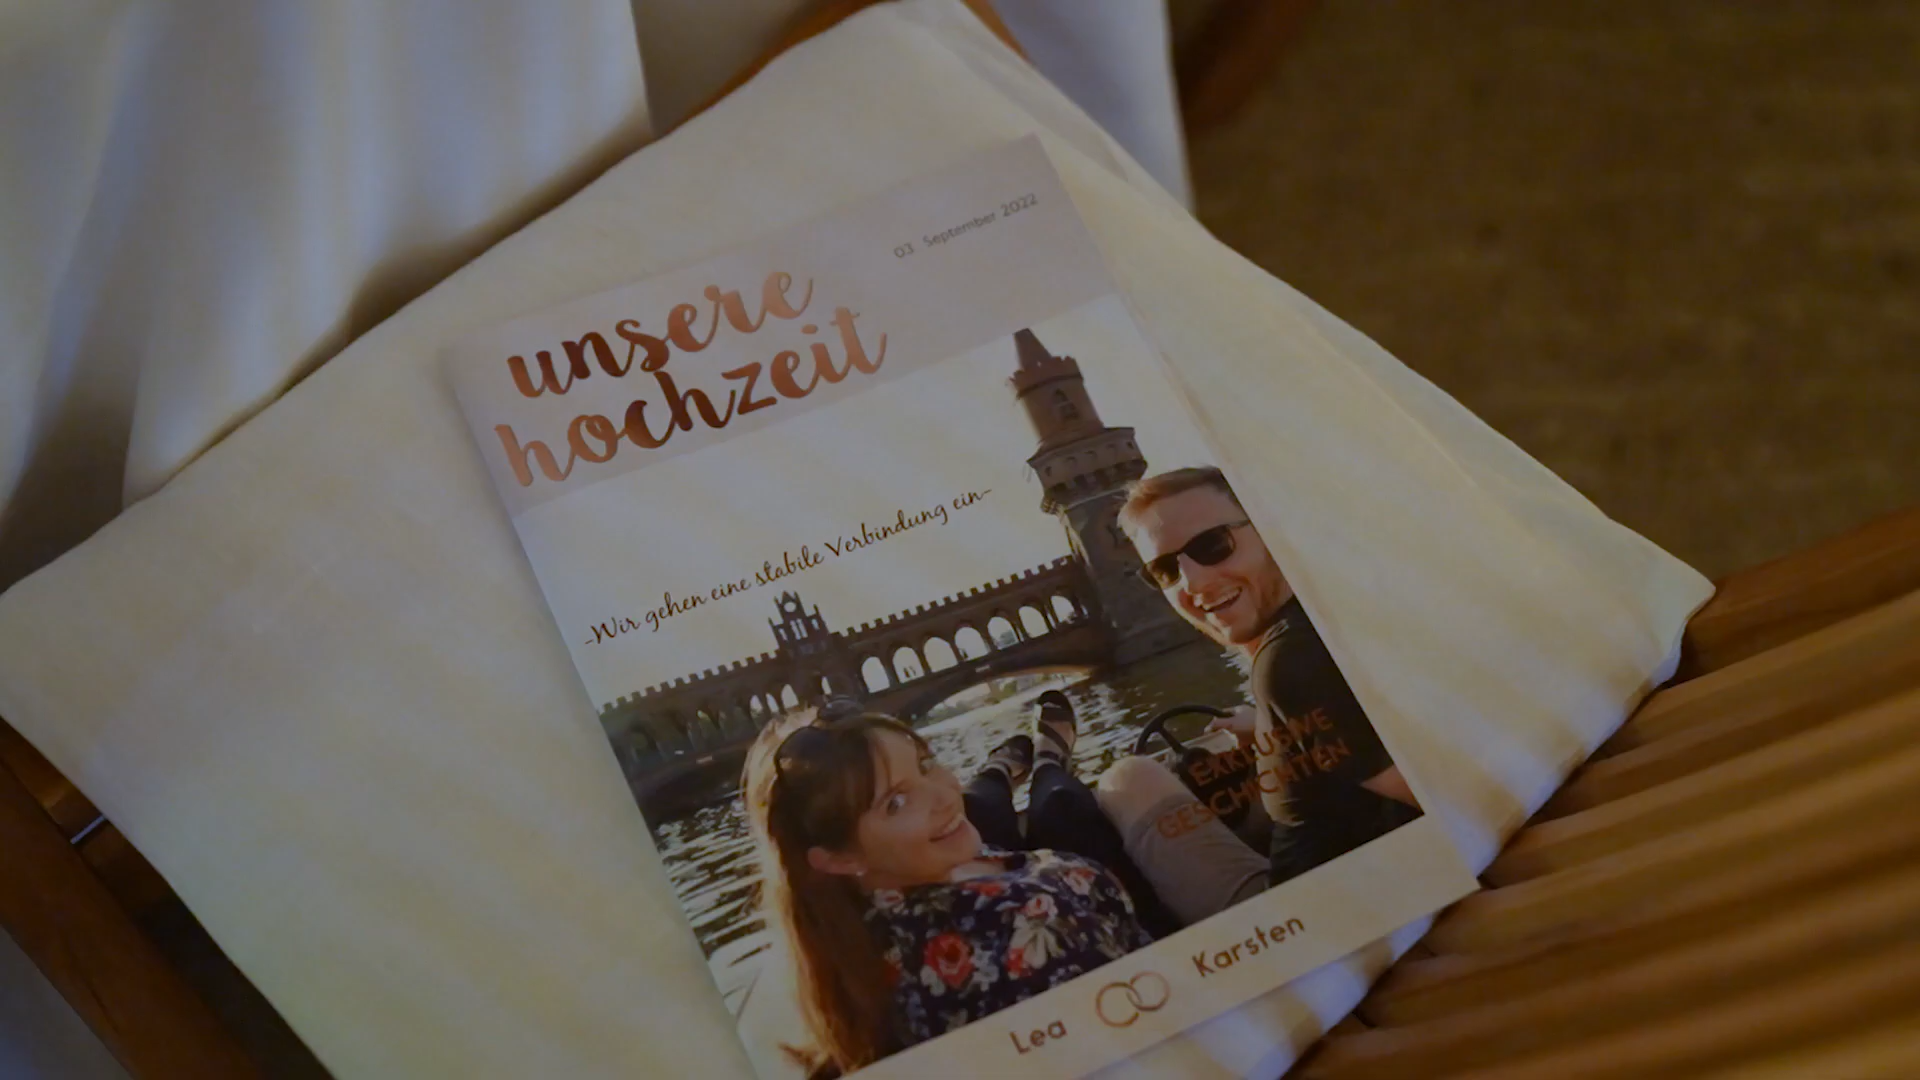 03 September 2022
unsere
hochzeit
-Wir gehen eine stabile Verbindung ein-
EXKLUSIVE
GESCHICHTEN
Lea Karsten